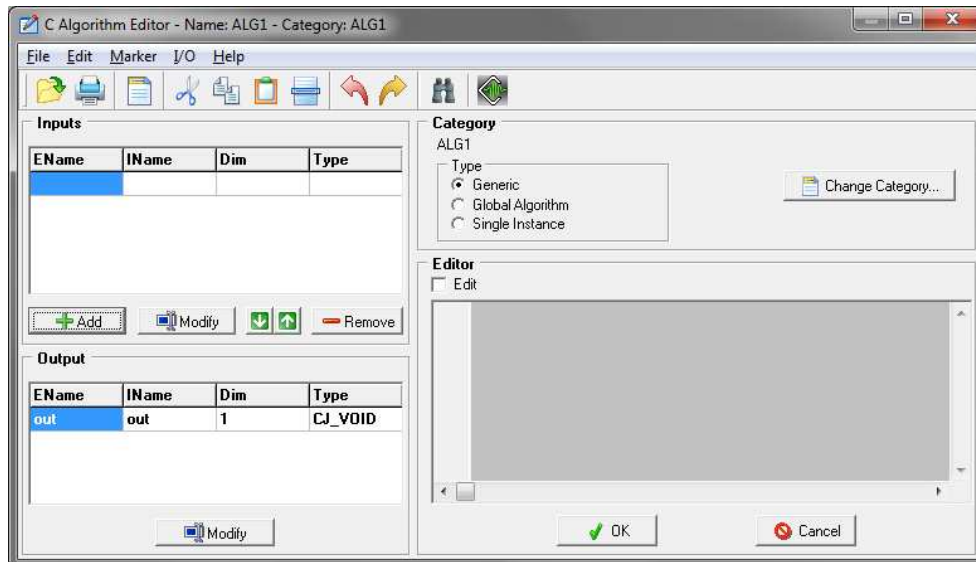 C Algorithm Editor - Name: ALG1 - Category: ALG1
File Edit Marker I/O Help
Inputs
EName IName Dim Type
Add Modify Remove
Output
EName IName Dim Type
out out 1 CJ_VOID
Modify
Category
ALG1
Type
Generic
Global Algorithm
Single Instance
Change Category...
Editor
Edit
OK Cancel